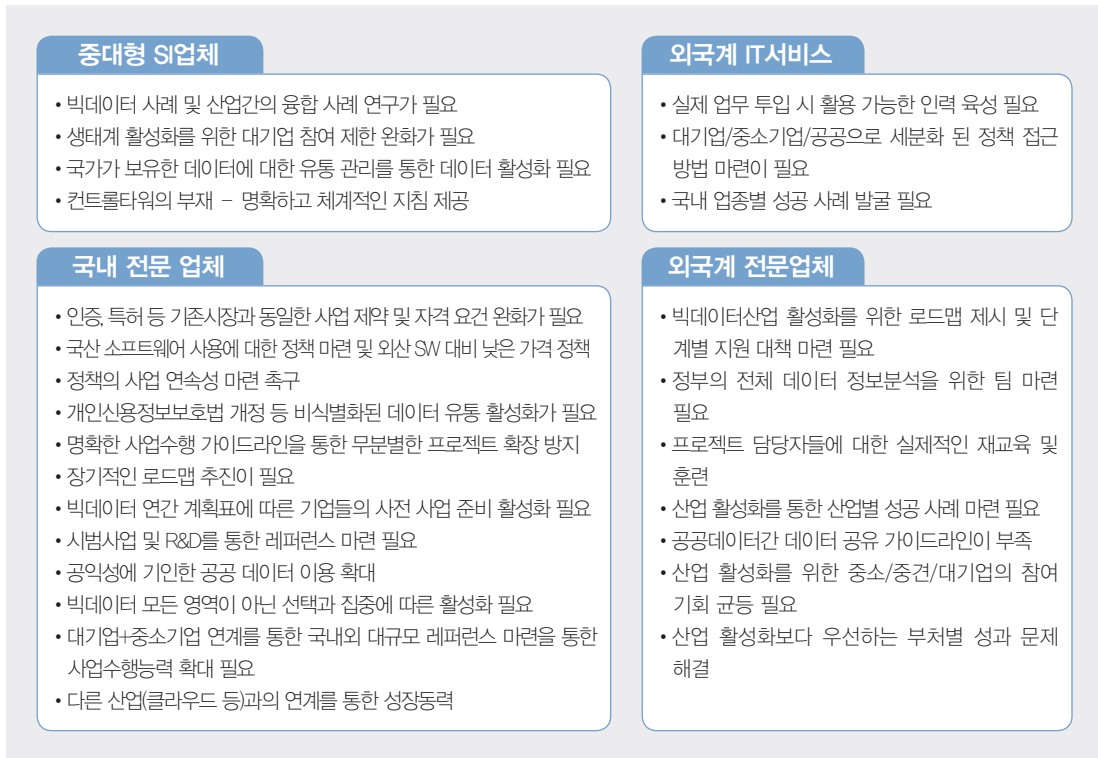 중대형 SI업체
• 빅데이터 사례 및 산업간의 융합 사례 연구가 필요
• 생태계 활성화를 위한 대기업 참여 제한 완화가 필요
• 국가가 보유한 데이터에 대한 유통 관리를 통한 데이터 활성화 필요
• 컨트롤타워의 부재 - 명확하고 체계적인 지침 제공
외국계 IT서비스
• 실제 업무 투입 시 활용 가능한 인력 육성 필요
• 대기업/중소기업/공공으로 세분화 된 정책 접근
방법 마련이 필요
• 국내 업종별 성공 사례 발굴 필요
국내 전문 업체
• 인증, 특허 등 기존시장과 동일한 사업 제약 및 자격 요건 완화가 필요
• 국산 소프트웨어 사용에 대한 정책 마련 및 외산 SW 대비 낮은 가격 정책
• 정책의 사업 연속성 마련 촉구
• 개인신용정보보호법 개정 등 비식별화된 데이터 유통 활성화가 필요
• 명확한 사업수행 가이드라인을 통한 무분별한 프로젝트 확장 방지
• 장기적인 로드맵 추진이 필요
• 빅데이터 연간 계획표에 따른 기업들의 사전 사업 준비 활성화 필요
• 시범사업 및 R&D를 통한 레퍼런스 마련 필요
• 공익성에 기인한 공공 데이터 이용 확대
• 빅데이터 모든 영역이 아닌 선택과 집중에 따른 활성화 필요
• 대기업+중소기업 연계를 통한 국내외 대규모 레퍼런스 마련을 통한
사업수행능력 확대 필요
• 다른 산업(클라우드 등)과의 연계를 통한 성장동력
외국계 전문업체
• 빅데이터산업 활성화를 위한 로드맵 제시 및 단
계별 지원 대책 마련 필요
• 정부의 전체 데이터 정보분석을 위한 팀 마련
필요
• 프로젝트 담당자들에 대한 실제적인 재교육 및
훈련
• 산업 활성화를 통한 산업별 성공 사례 마련 필요
• 공공데이터간 데이터 공유 가이드라인이 부족
• 산업 활성화를 위한 중소/중견/대기업의 참여
기회 균등 필요
• 산업 활성화보다 우선하는 부처별 성과 문제
해결